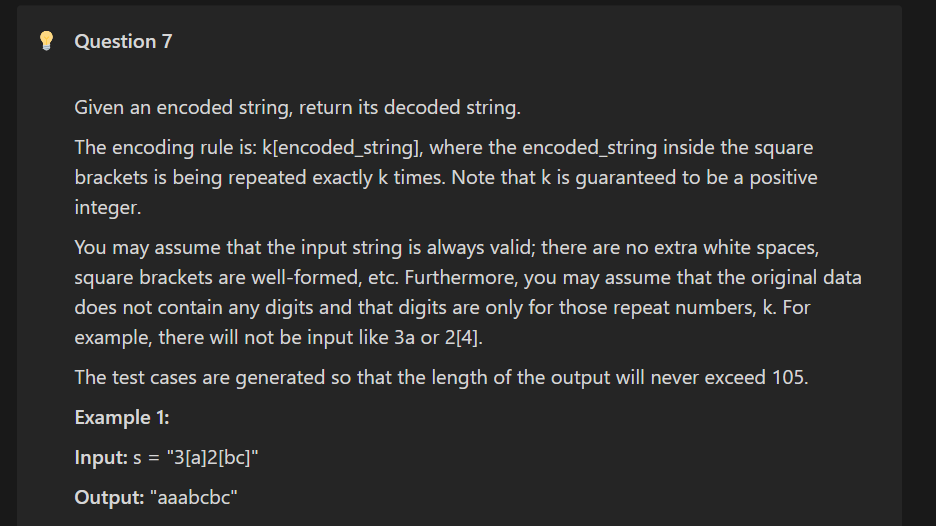 Question 7
Given an encoded string, return its decoded string.
The encoding rule is: k[encoded_string], where the encoded_string inside the square
brackets is being repeated exactly k times. Note that k is guaranteed to be a positive
integer.
You may assume that the input string is always valid; there are no extra white spaces,
square brackets are well-formed, etc. Furthermore, you may assume that the original data
does not contain any digits and that digits are only for those repeat numbers, k. For
example, there will not be input like 3a or 2[4].
The test cases are generated so that the length of the output will never exceed 105.
Example 1:
Input: s = "3[a]2[bc]"
Output: "aaabcbc"